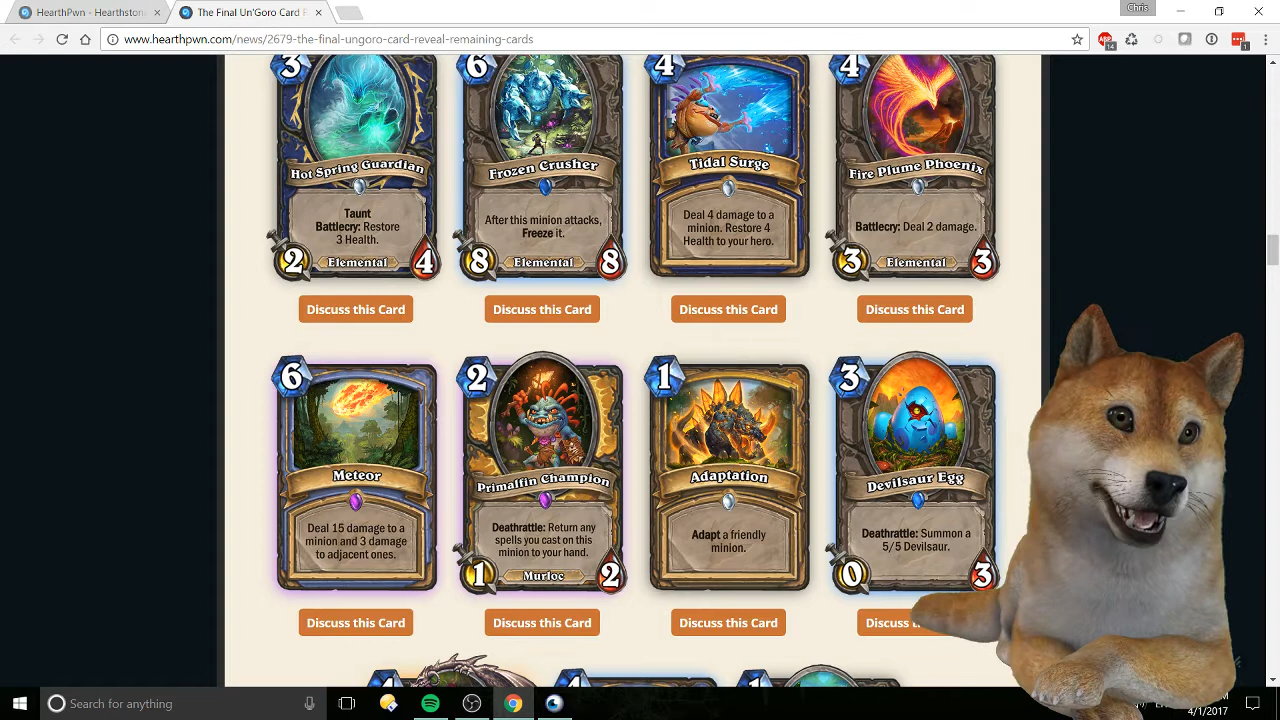 Chris
HearthPwn - Hearthston
The Final Un'Goro Card
www.hearthpwn.com/news/2679-the-final-ungoro-card-reveal-remaining-cards
14
1
3
6
4
4
Hot Spring Guardian
Frozen Crusher
Tidal Surge
Fire Plume Phoenix
Taunt
Battlecry: Restore
3 Health.
After this minion attacks,
Freeze it.
Deal 4 damage to a
minion. Restore 4
Health to your hero.
Battlecry: Deal 2 damage.
2
Elemental
4
8
Elemental
8
3
Elemental
3
Discuss this Card
Discuss this Card
Discuss this Card
Discuss this Card
6
2
1
3
Meteor
Primalfin Champion
Adaptation
Devilsaur Egg
Deal 15 damage to a
minion and 3 damage
to adjacent ones.
Deathrattle: Return any
spells you cast on this
minion to your hand.
Adapt a friendly
minion.
Deathrattle: Summon a
5/5 Devilsaur.
1
Murloc
2
0
3
Discuss this Card
Discuss this Card
Discuss this Card
Discuss
Search for anything
4/1/2017